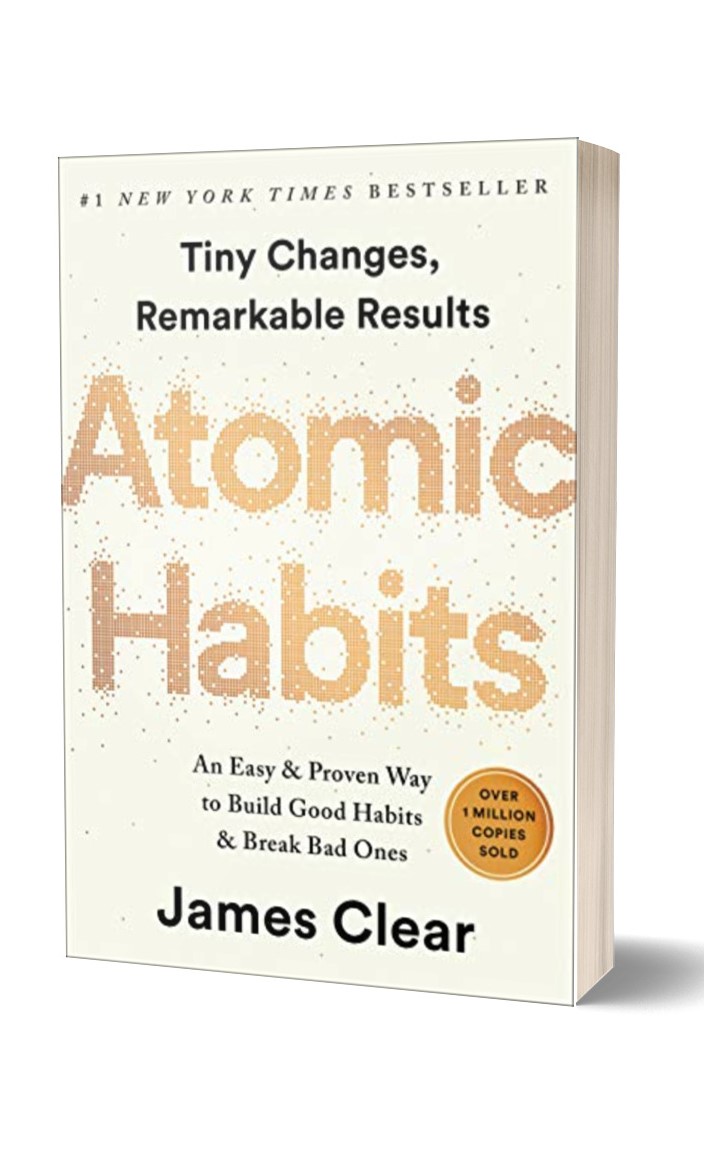 #1 NEW YORK TIMES BESTSELLER
Tiny Changes,
Remarkable Results
Atomic
Habits
An Easy & Proven Way
to Build Good Habits
& Break Bad Ones
OVER
1 MILLION
COPIES
SOLD
James Clear